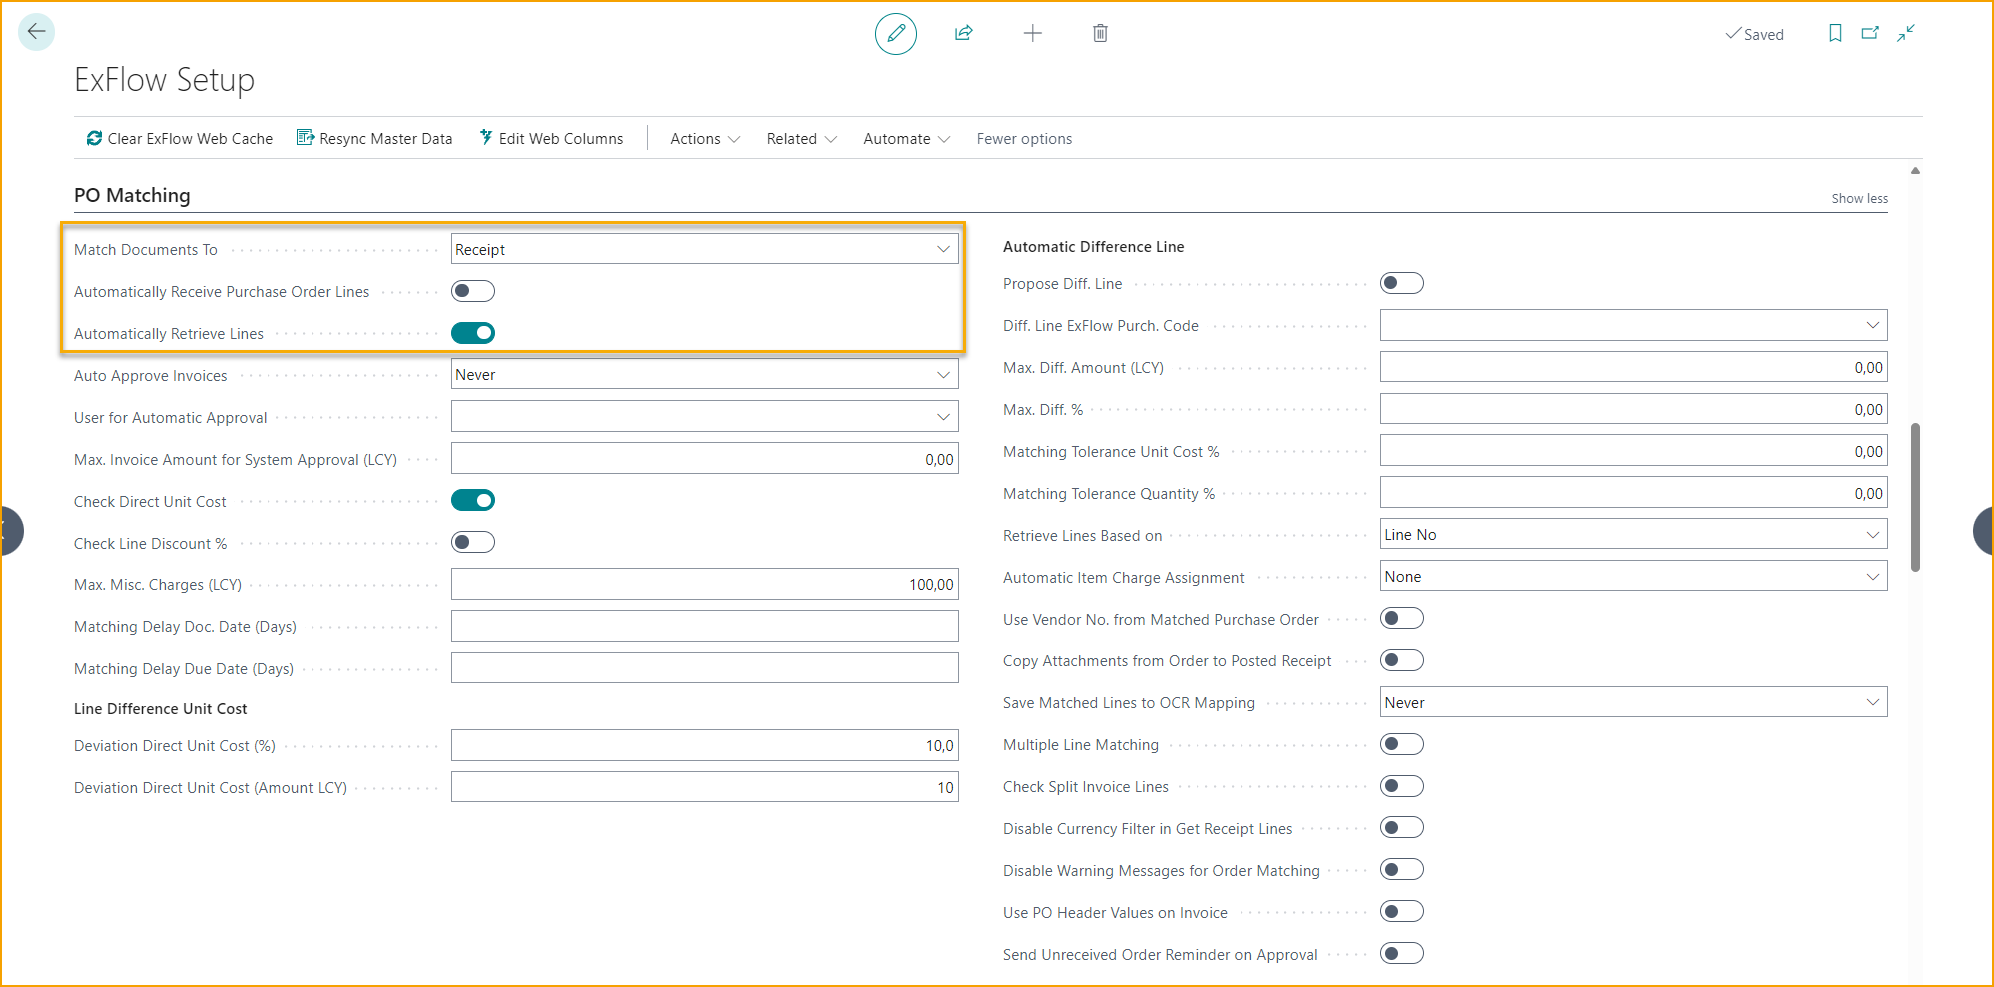 Saved
ExFlow Setup
Clear ExFlow Web Cache Resync Master Data Edit Web Columns Actions Related Automate Fewer options
PO Matching
Show less
Match Documents To Receipt
Automatically Receive Purchase Order Lines
Automatically Retrieve Lines
Auto Approve Invoices Never
User for Automatic Approval
Max. Invoice Amount for System Approval (LCY) 0,00
Check Direct Unit Cost
Check Line Discount %
Max. Misc. Charges (LCY) 100,00
Matching Delay Doc. Date (Days)
Matching Delay Due Date (Days)
Line Difference Unit Cost
Deviation Direct Unit Cost (%) 10,0
Deviation Direct Unit Cost (Amount LCY) 10
Automatic Difference Line
Propose Diff. Line
Diff. Line ExFlow Purch. Code
Max. Diff. Amount (LCY) 0,00
Max. Diff. % 0,00
Matching Tolerance Unit Cost % 0,00
Matching Tolerance Quantity % 0,00
Retrieve Lines Based on Line No
Automatic Item Charge Assignment None
Use Vendor No. from Matched Purchase Order
Copy Attachments from Order to Posted Receipt
Save Matched Lines to OCR Mapping Never
Multiple Line Matching
Check Split Invoice Lines
Disable Currency Filter in Get Receipt Lines
Disable Warning Messages for Order Matching
Use PO Header Values on Invoice
Send Unreceived Order Reminder on Approval